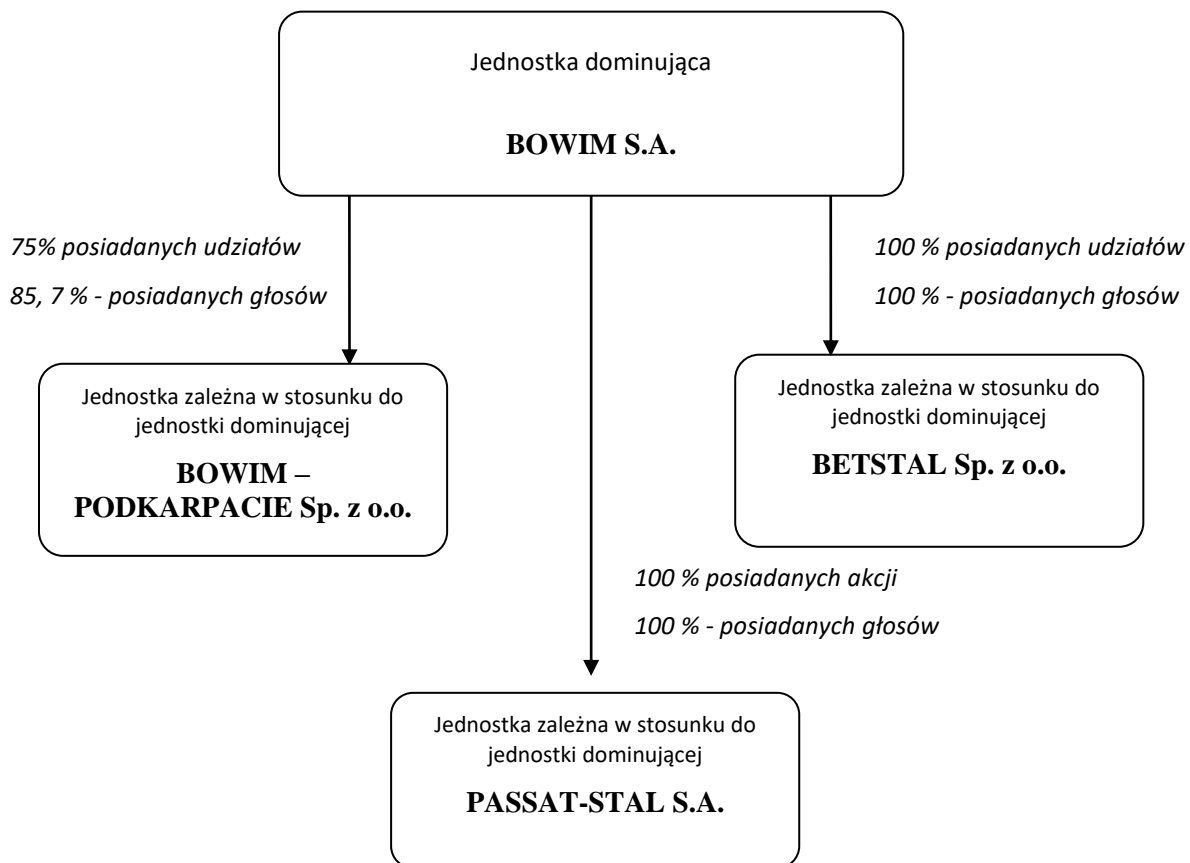 Jednostka dominująca
BOWIM S.A.
75% posiadanych udziałów
85, 7 % - posiadanych głosów
100 % posiadanych udziałów
100 % - posiadanych głosów
Jednostka zależna w stosunku do
jednostki dominującej
BOWIM –
PODKARPACIE Sp. z o.o.
Jednostka zależna w stosunku do
jednostki dominującej
BETSTAL Sp. z o.o.
100 % posiadanych akcji
100 % - posiadanych głosów
Jednostka zależna w stosunku do
jednostki dominującej
PASSAT-STAL S.A.